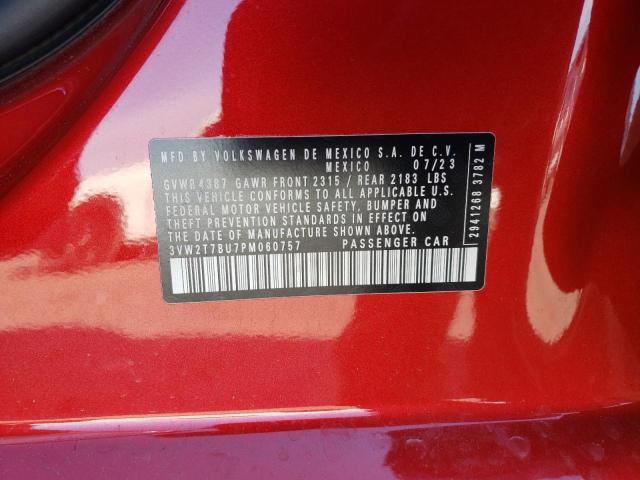 MFD BY VOLKSWAGEN DE MEXICO S.A. DE C.V.
MEXICO 07/23
GVWR 4387 GAWR FRONT 2315 / REAR 2183 LBS
THIS VEHICLE CONFORMS TO ALL APPLICABLE U.S.
FEDERAL MOTOR VEHICLE SAFETY, BUMPER AND
THEFT PREVENTION STANDARDS IN EFFECT ON
THE DATE OF MANUFACTURE SHOWN ABOVE.
3VW2T7BU7PM060757 PASSENGER CAR
2941268 3782 M